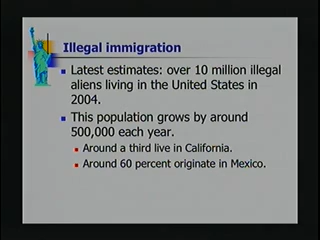 Illegal immigration
Latest estimates: over 10 million illegal
aliens living in the United States in
2004.
This population grows by around
500,000 each year.
Around a third live in California.
Around 60 percent originate in Mexico.